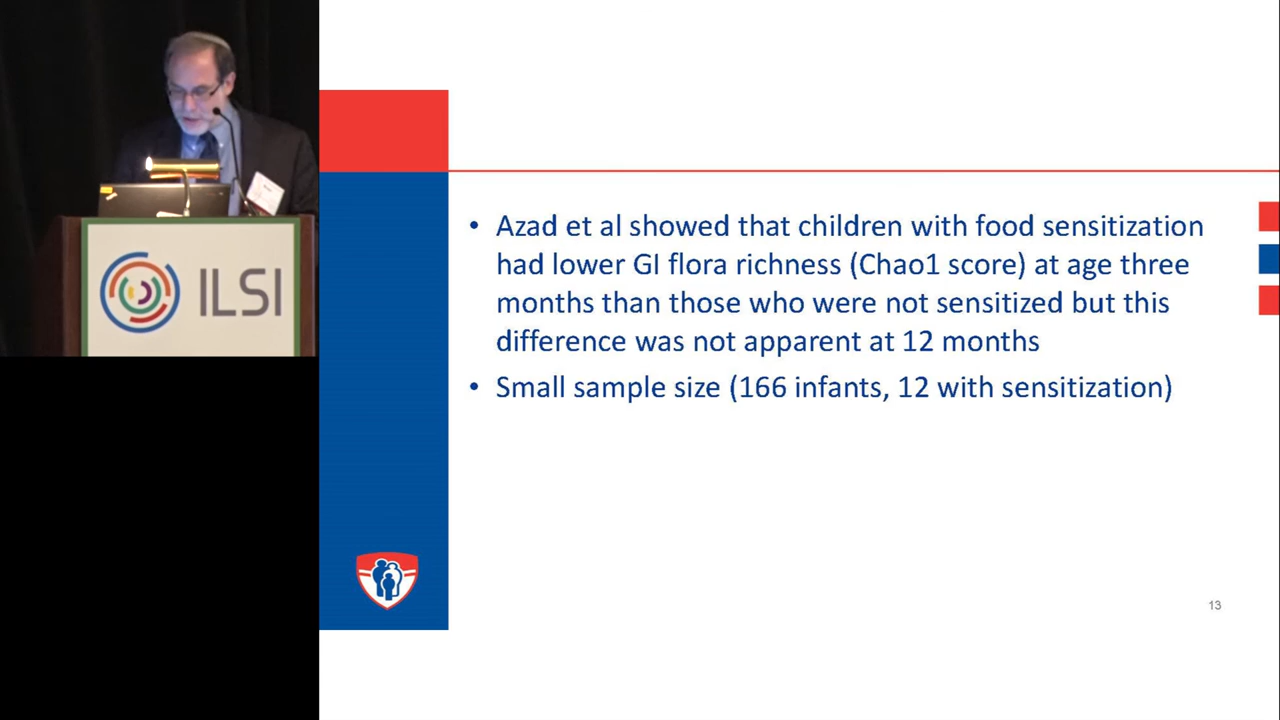 ILSI
• Azad et al showed that children with food sensitization
had lower GI flora richness (Chao1 score) at age three
months than those who were not sensitized but this
difference was not apparent at 12 months
• Small sample size (166 infants, 12 with sensitization)
13